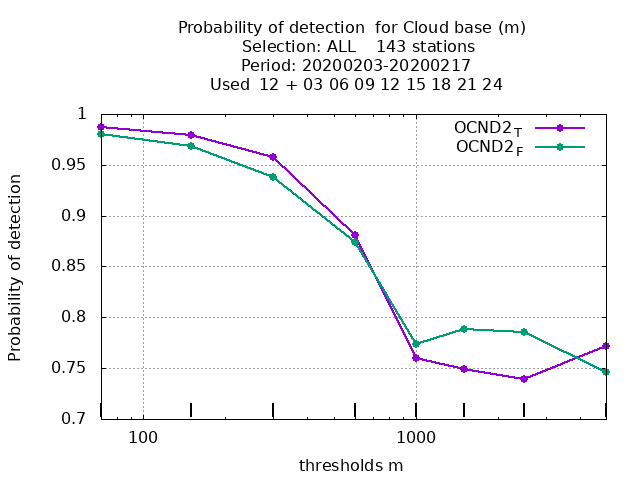 Probability of detection  for Cloud base (m)
Selection: ALL    143 stations
Period: 20200203-20200217
Used  12 + 03 06 09 12 15 18 21 24
Probability of detection
1
0.95
0.9
0.85
0.8
0.75
0.7
OCND2T
OCND2F
100 1000
thresholds m